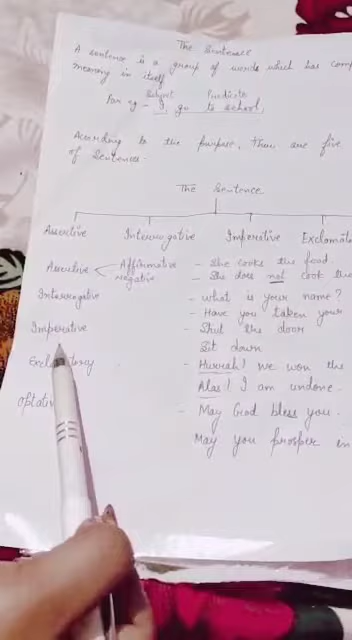 The Sentence
A sentence is a group of words which has
meaning in itself
Subject Predicate
For eg - I go to school.
According to the purpose, There are five
of Sentences.
The Sentence
Assertive Interrogative Imperative
Assertive Affirmative - She cooks the food.
negative - She does not cook the
Interrogative - what is your name?
- Have you taken your
Imperative - Shut the door
Sit down
- Hurrah! We won the
Alas! I am undone.
- May God bless you.
May you prosper in